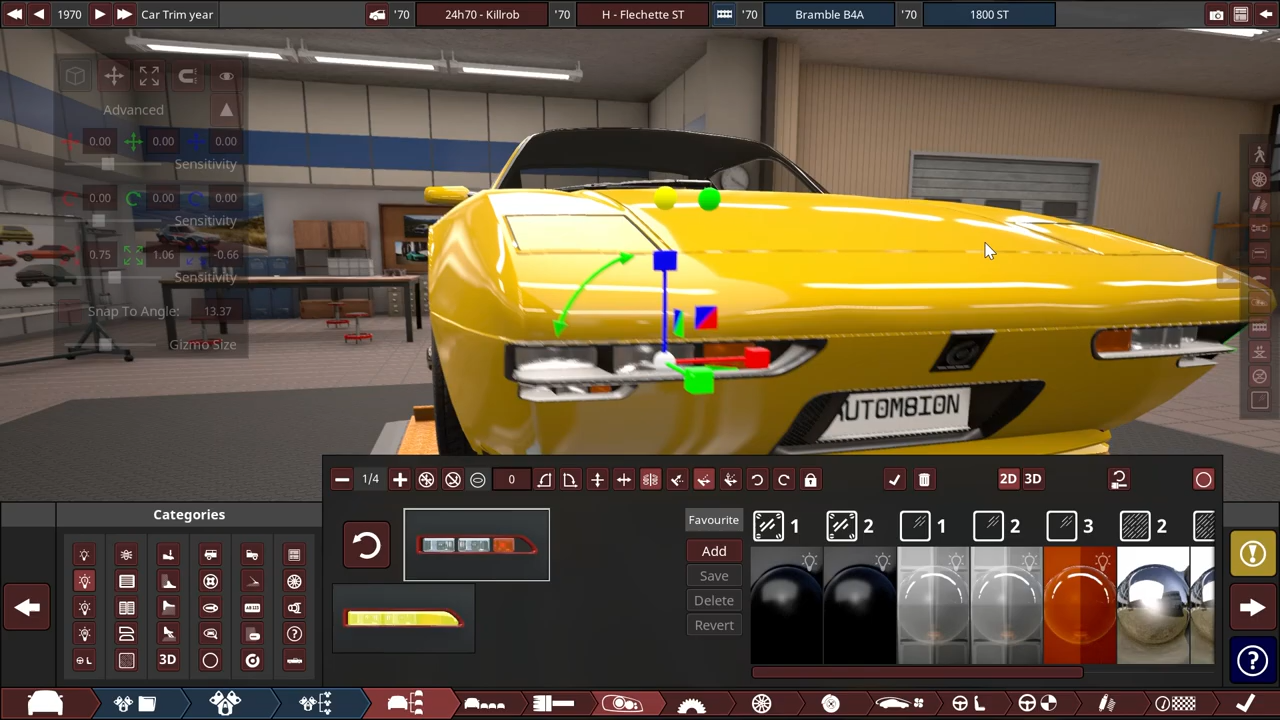 1970 Car Trim year '70 24h70 - Killrob '70 H - Flechette ST '70 Bramble B4A '70 1800 ST
Advanced
0.00 0.00 0.00
Sensitivity
0.00 0.00 0.00
Sensitivity
0.75 1.06 -0.66
Sensitivity
Snap To Angle: 13.37
Gizmo Size
AUTOM8ION
1/4 0 2D 3D
Categories
3D
Favourite
Add
Save
Delete
Revert
1 2 1 2 3 2